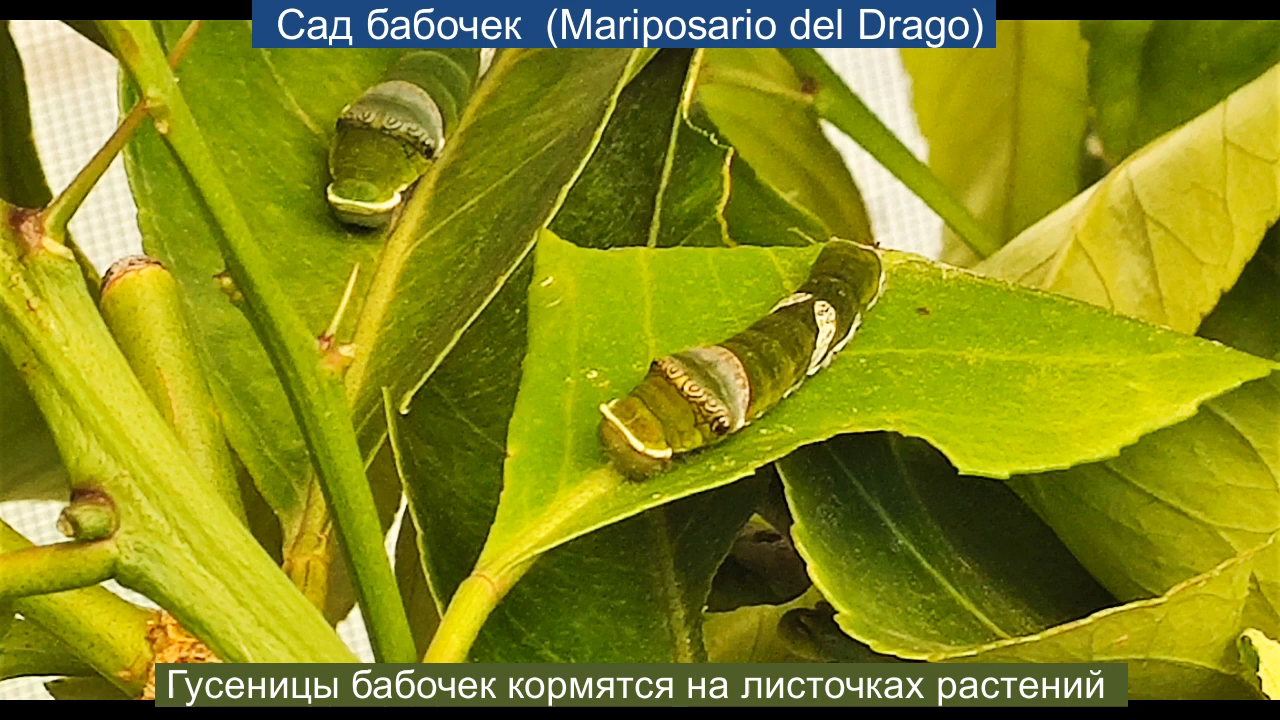 Сад бабочек (Mariposario del Drago)
Гусеницы бабочек кормятся на листочках растений